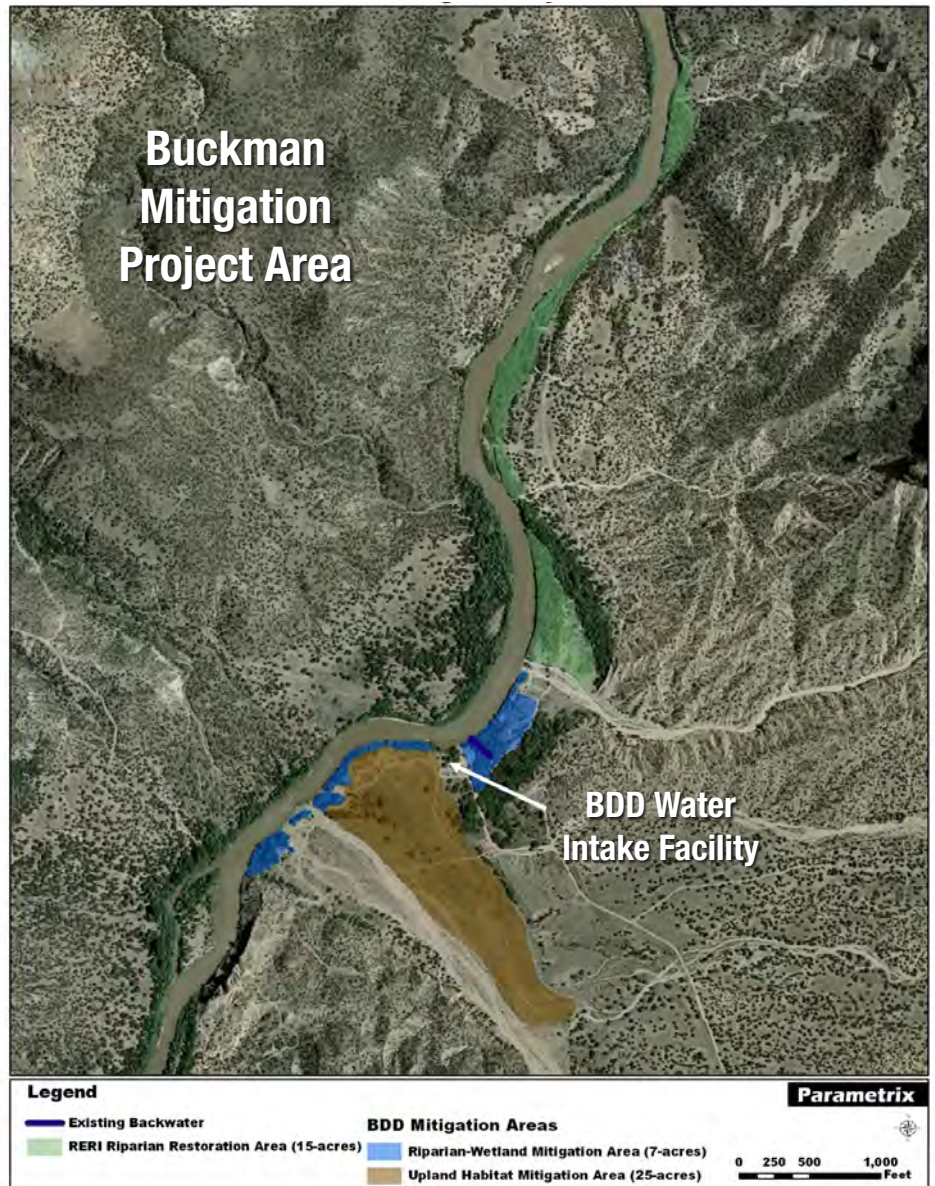 Buckman
Mitigation
Project Area
BDD Water
Intake Facility
Legend
Parametrix
Existing Backwater
RERI Riparian Restoration Area (15-acres)
BDD Mitigation Areas
Riparian-Wetland Mitigation Area (7-acres)
Upland Habitat Mitigation Area (25-acres)
0 250 500 1,000
Feet